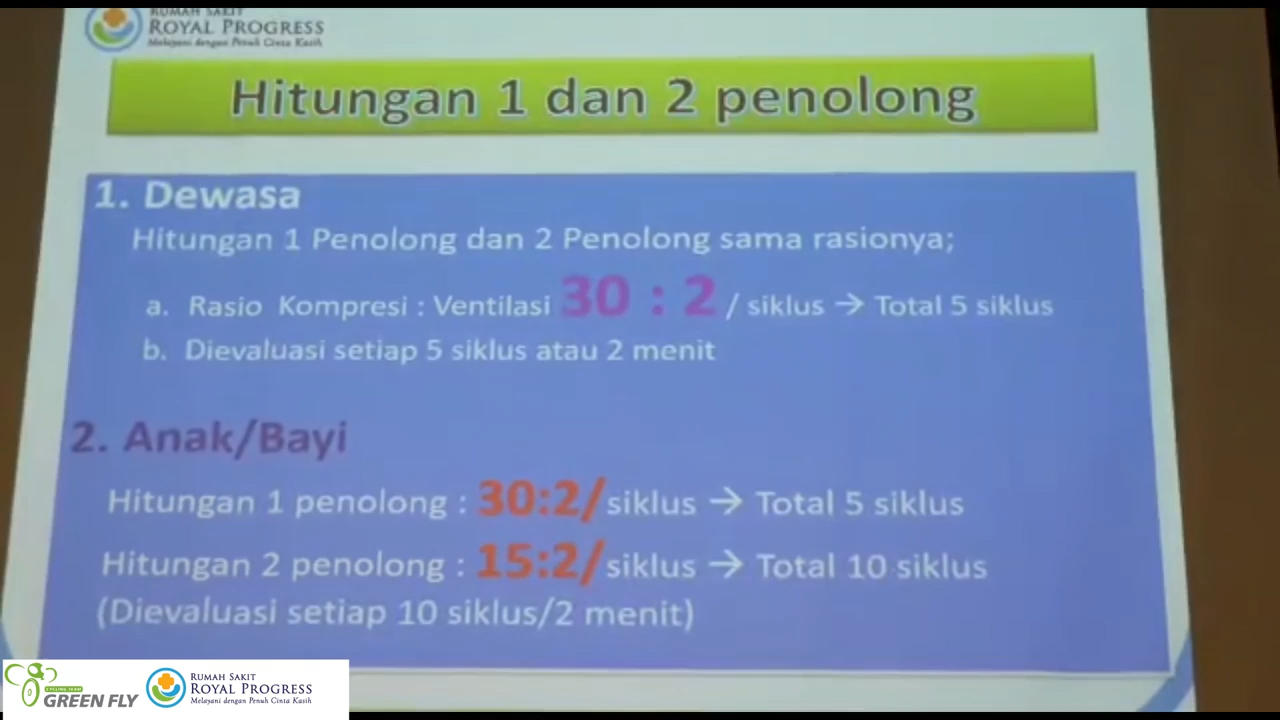 RUMAH SAKIT
ROYAL PROGRESS
Melayani dengan Penuh Cinta Kasih
Hitungan 1 dan 2 penolong
1. Dewasa
Hitungan 1 Penolong dan 2 Penolong sama rasionya;
a. Rasio Kompresi : Ventilasi 30 : 2 / siklus → Total 5 siklus
b. Dievaluasi setiap 5 siklus atau 2 menit
2. Anak/Bayi
Hitungan 1 penolong : 30:2/siklus → Total 5 siklus
Hitungan 2 penolong : 15:2/siklus → Total 10 siklus
(Dievaluasi setiap 10 siklus/2 menit)
CYCLING TEAM
GREEN FLY
RUMAH SAKIT
ROYAL PROGRESS
Melayani dengan Penuh Cinta Kasih